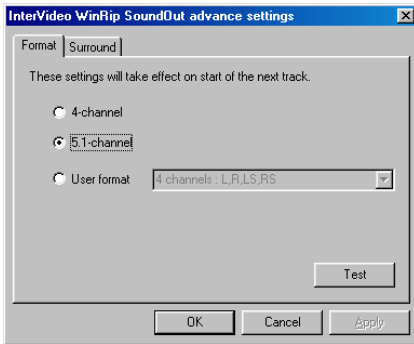 InterVideo WinRip SoundOut advance settings
Format Surround
These settings will take effect on start of the next track.
4-channel
5.1-channel
User format 4 channels : L,R,LS,RS
Test
OK Cancel Apply